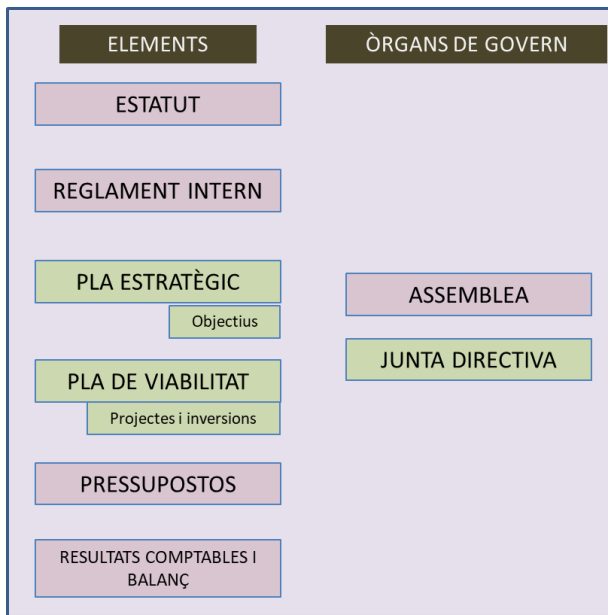 ELEMENTS
ESTATUT
REGLAMENT INTERN
PLA ESTRATÈGIC
Objectius
PLA DE VIABILITAT
Projectes i inversions
PRESSUPOSTOS
RESULTATS COMPTABLES I
BALANÇ
ÒRGANS DE GOVERN
ASSEMBLEA
JUNTA DIRECTIVA